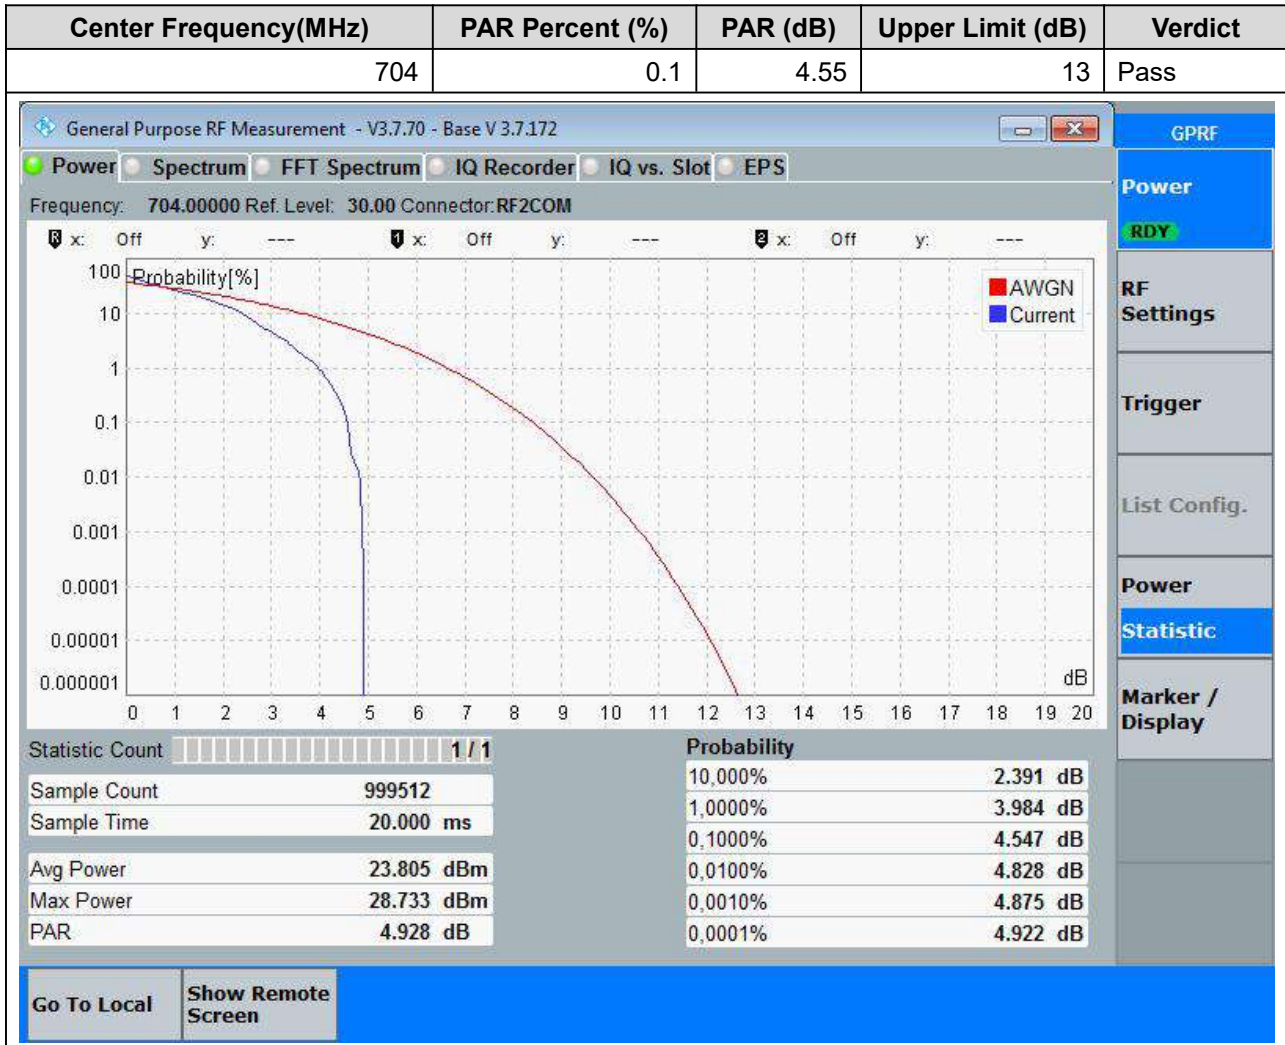 Center Frequency(MHz) PAR Percent (%) PAR (dB) Upper Limit (dB) Verdict
704 0.1 4.55 13 Pass
General Purpose RF Measurement - V3.7.70 - Base V 3.7.172
GPRF
Power Spectrum FFT Spectrum IQ Recorder IQ vs. Slot EPS
Frequency: 704.00000 Ref. Level: 30.00 Connector:RF2COM
R x: Off y: --- 1 x: Off y: --- 2 x: Off y: ---
Probability[%]
AWGN
Current
100
10
1
0.1
0.01
0.001
0.0001
0.00001
0.000001
dB
0 1 2 3 4 5 6 7 8 9 10 11 12 13 14 15 16 17 18 19 20
Statistic Count 1 / 1
Sample Count 999512
Sample Time 20.000 ms
Avg Power 23.805 dBm
Max Power 28.733 dBm
PAR 4.928 dB
Probability
10,000% 2.391 dB
1,0000% 3.984 dB
0,1000% 4.547 dB
0,0100% 4.828 dB
0,0010% 4.875 dB
0,0001% 4.922 dB
Power
RDY
RF
Settings
Trigger
List Config.
Power
Statistic
Marker /
Display
Go To Local
Show Remote
Screen